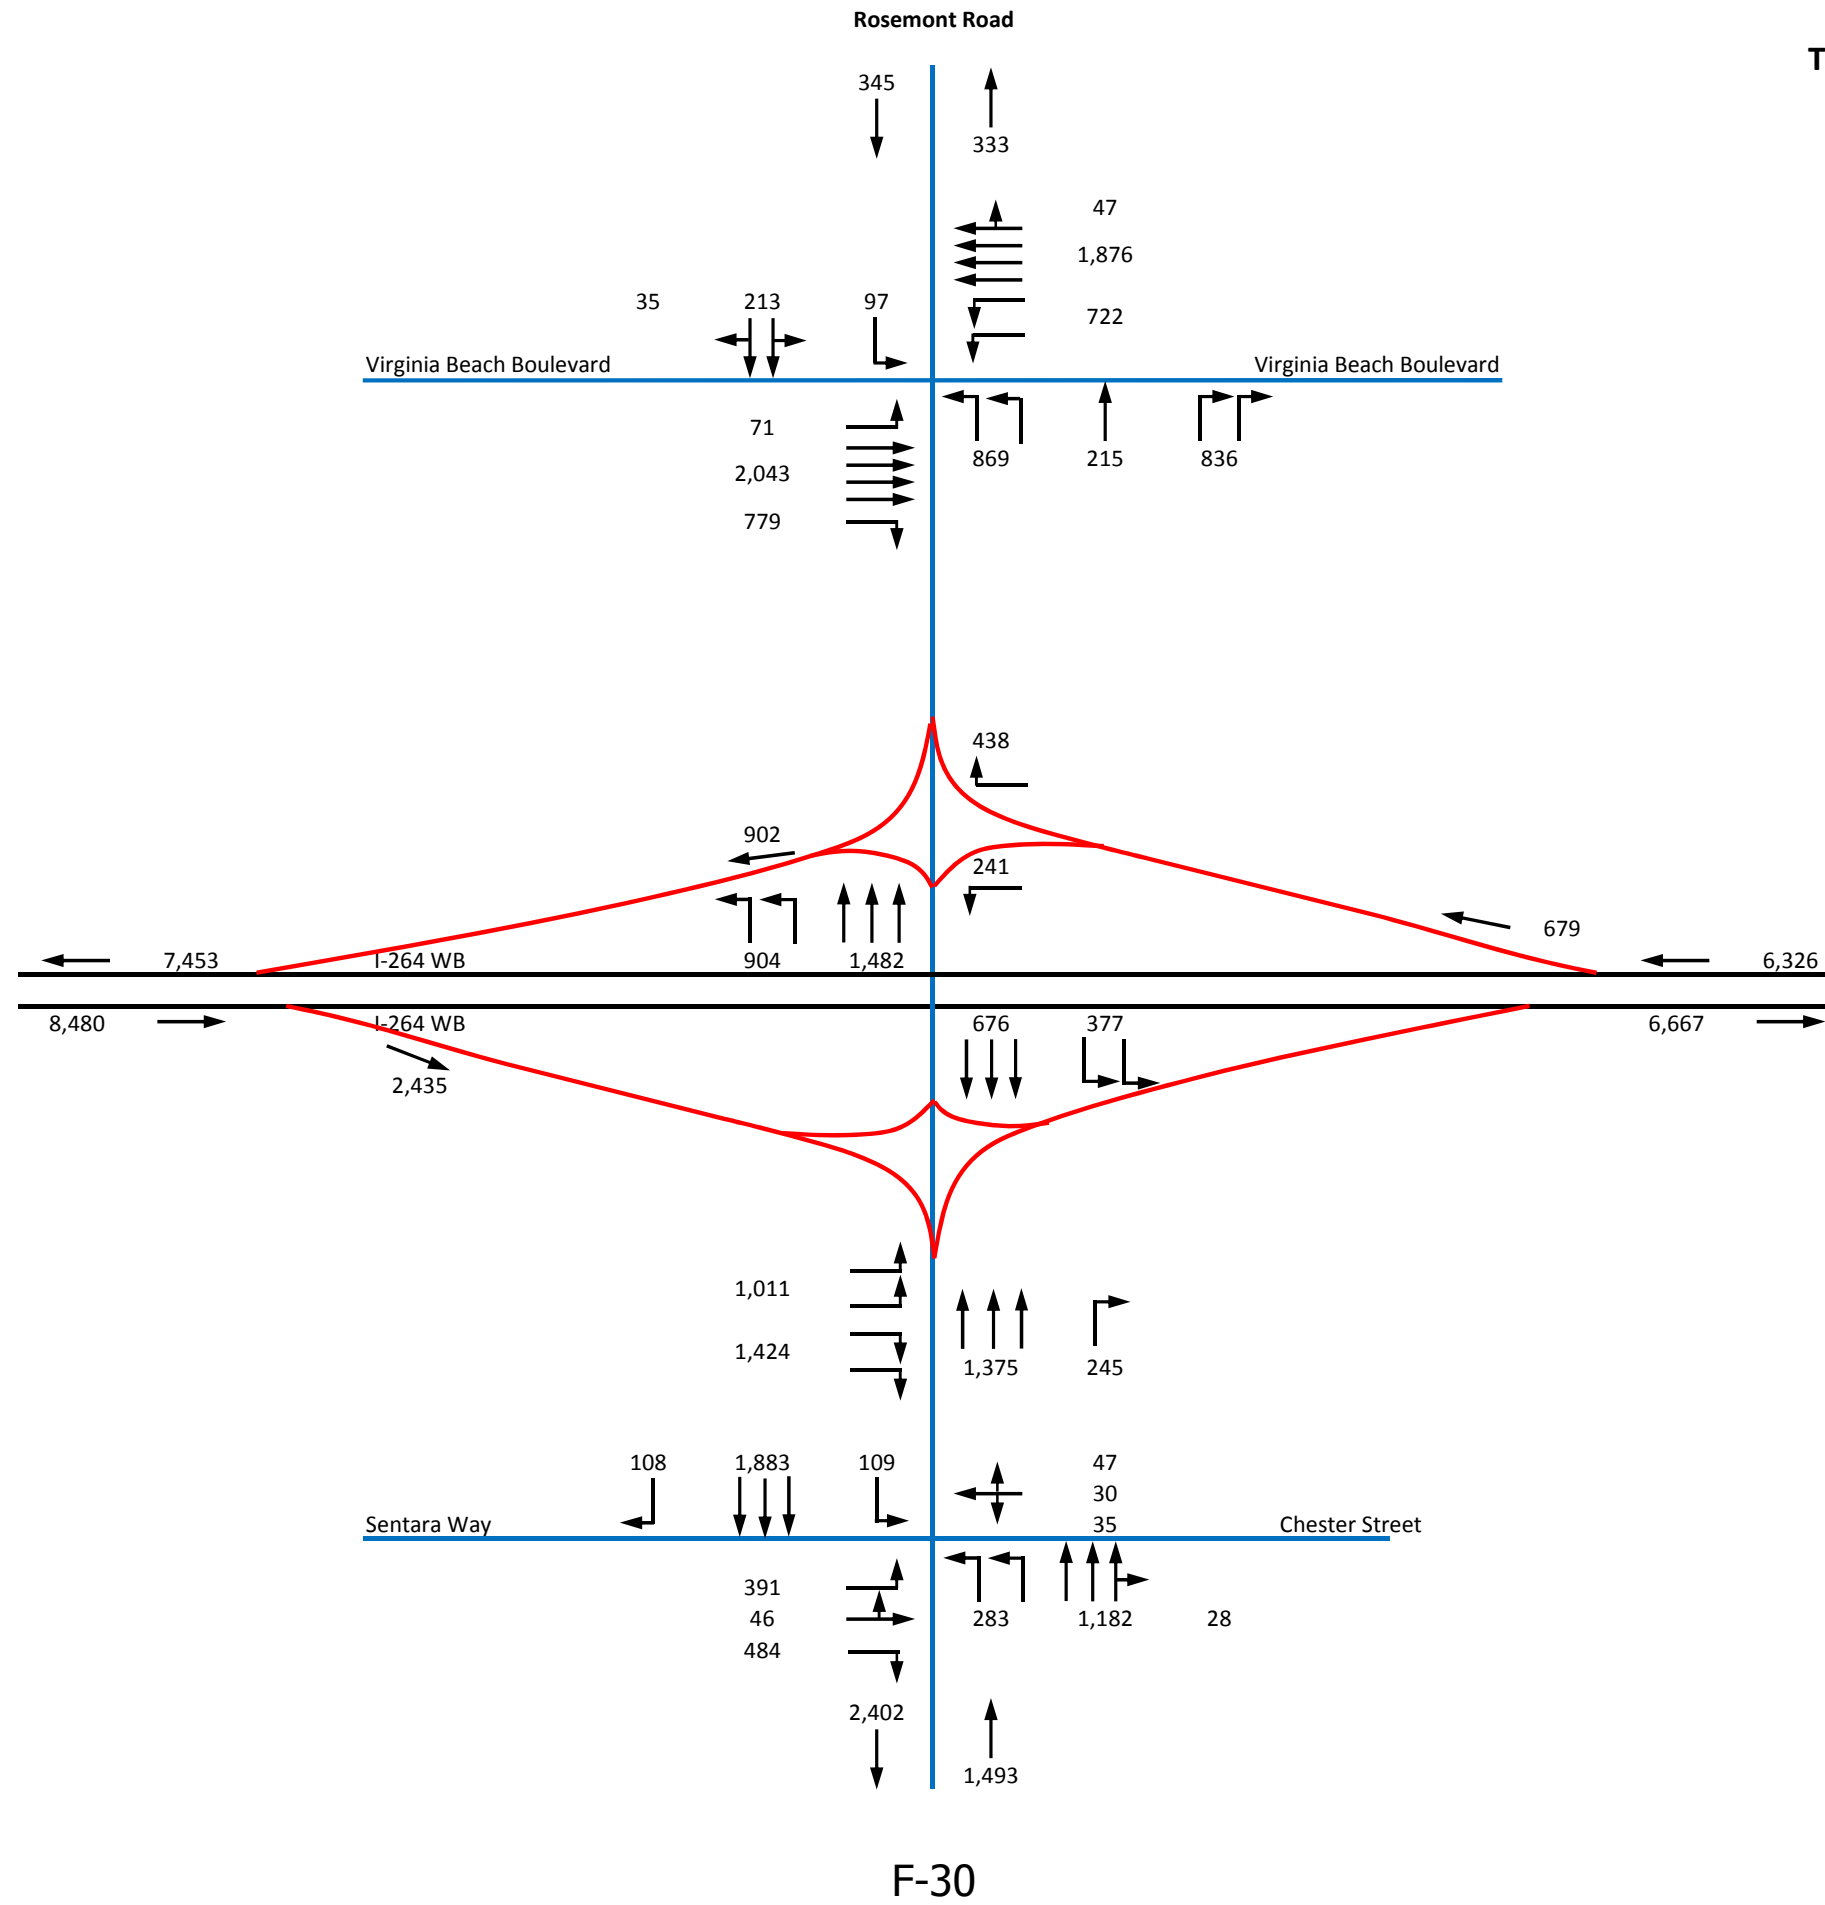 Rosemont Road
T
345
333
47
1,876
35 213 97
722
Virginia Beach Boulevard Virginia Beach Boulevard
71
869 215 836
2,043
779
438
902
241
679
7,453 I-264 WB 904 1,482 6,326
8,480 I-264 WB 676 377 6,667
2,435
1,011
1,424
1,375 245
108 1,883 109 47
30
Sentara Way 35 Chester Street
391
46 283 1,182 28
484
2,402
1,493
F-30